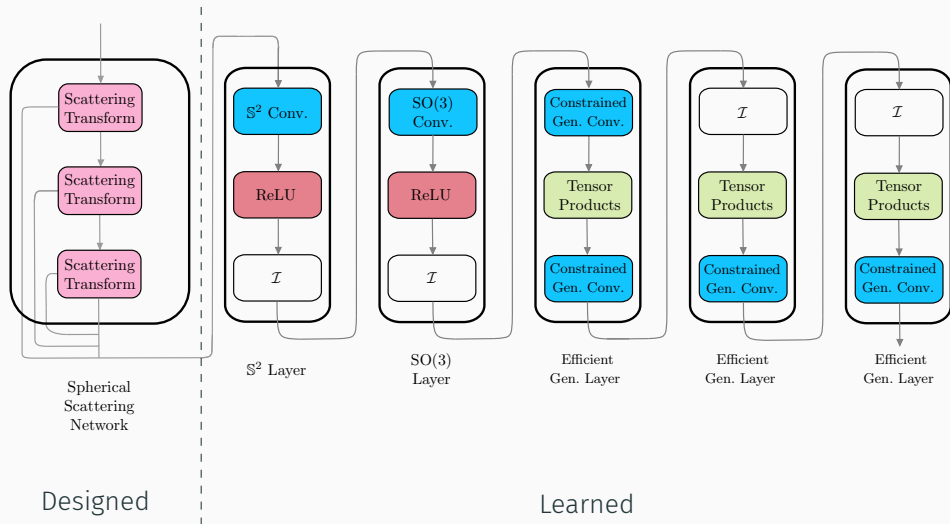 Scattering
Transform
Scattering
Transform
Scattering
Transform
Spherical
Scattering
Network
Designed
𝕊² Conv.
ReLU
ℐ
𝕊² Layer
SO(3)
Conv.
ReLU
ℐ
SO(3)
Layer
Constrained
Gen. Conv.
Tensor
Products
Constrained
Gen. Conv.
Efficient
Gen. Layer
ℐ
Tensor
Products
Constrained
Gen. Conv.
Efficient
Gen. Layer
ℐ
Tensor
Products
Constrained
Gen. Conv.
Efficient
Gen. Layer
Learned